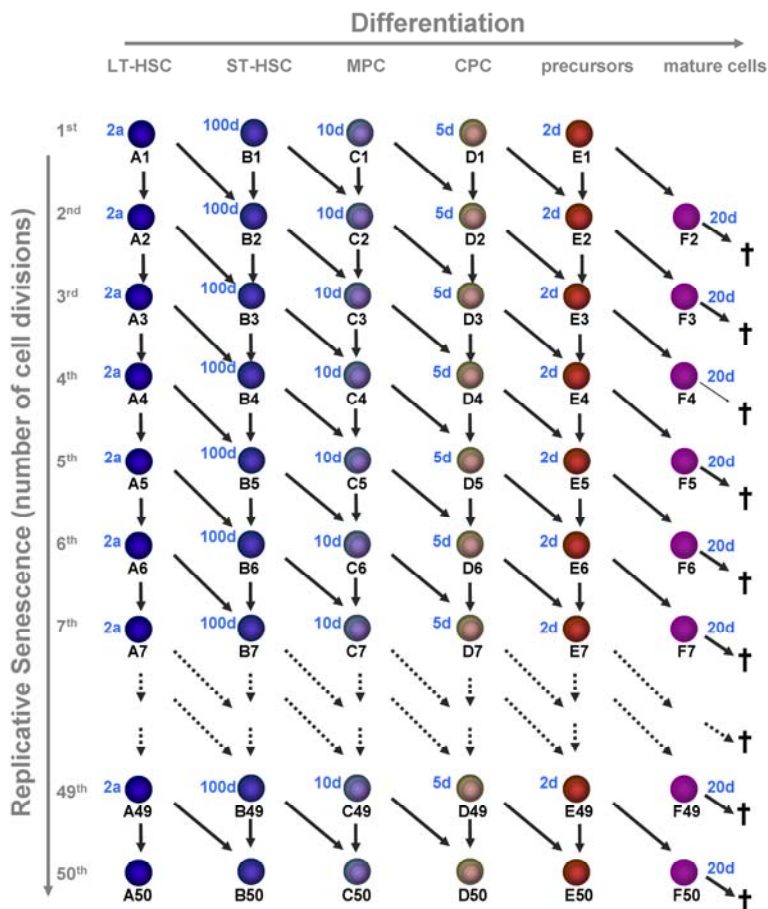 Differentiation
LT-HSC ST-HSC MPC CPC precursors mature cells
Replicative Senescence (number of cell divisions)
1st 2a 100d 10d 5d 2d
A1 B1 C1 D1 E1
2nd 2a 100d 10d 5d 2d 20d
A2 B2 C2 D2 E2 F2
3rd 2a 100d 10d 5d 2d 20d
A3 B3 C3 D3 E3 F3
4th 2a 100d 10d 5d 2d 20d
A4 B4 C4 D4 E4 F4
5th 2a 100d 10d 5d 2d 20d
A5 B5 C5 D5 E5 F5
6th 2a 100d 10d 5d 2d 20d
A6 B6 C6 D6 E6 F6
7th 2a 100d 10d 5d 2d 20d
A7 B7 C7 D7 E7 F7
49th 2a 100d 10d 5d 2d 20d
A49 B49 C49 D49 E49 F49
50th 20d
A50 B50 C50 D50 E50 F50